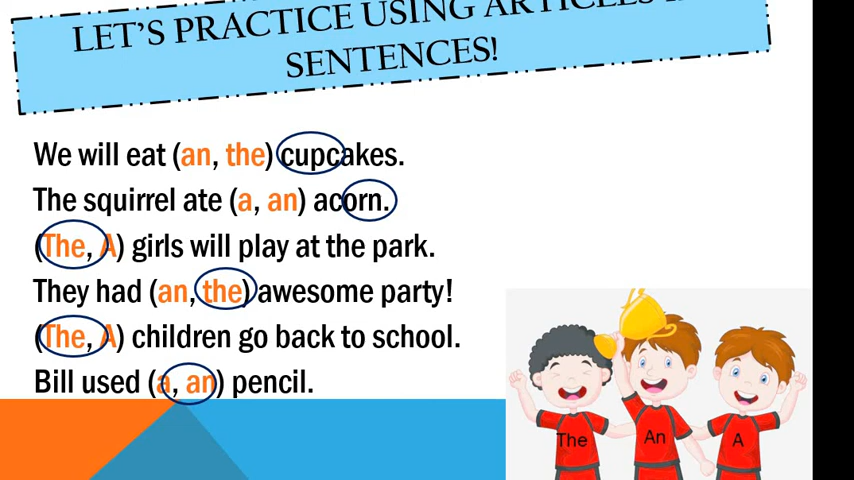 LET'S PRACTICE USING ARTICLES
SENTENCES!
We will eat (an, the) cupcakes.
The squirrel ate (a, an) acorn.
(The, A) girls will play at the park.
They had (an, the) awesome party!
(The, A) children go back to school.
Bill used (a, an) pencil.
The
An
A